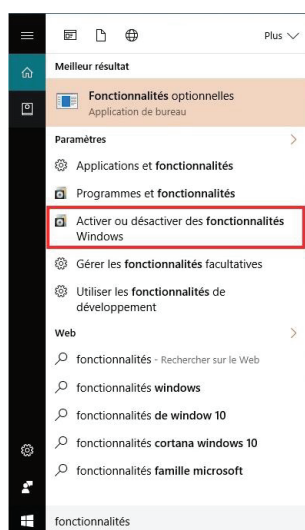 Plus
Meilleur résultat
Fonctionnalités optionnelles
Application de bureau
Paramètres
Applications et fonctionnalités
Programmes et fonctionnalités
Activer ou désactiver des fonctionnalités
Windows
Gérer les fonctionnalités facultatives
Utiliser les fonctionnalités de
développement
Web
fonctionnalités - Rechercher sur le Web
fonctionnalités windows
fonctionnalités de window 10
fonctionnalités cortana windows 10
fonctionnalités famille microsoft
fonctionnalités